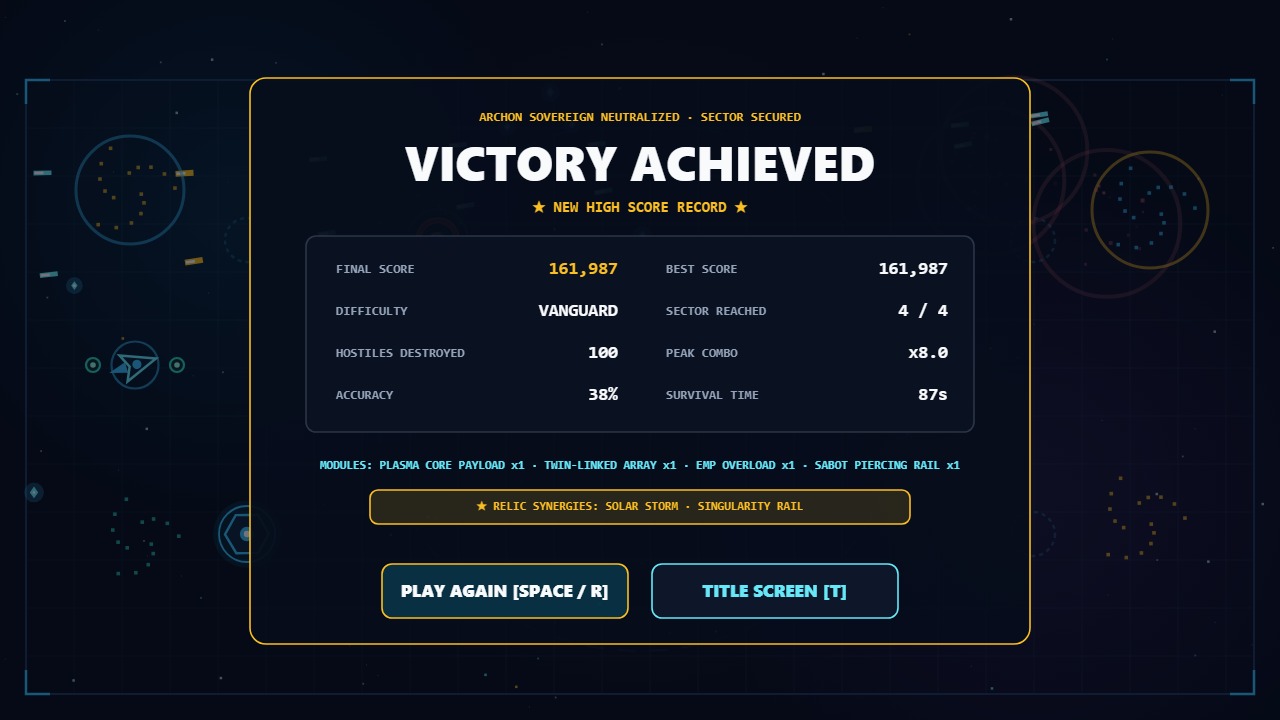 ARCHON SOVEREIGN NEUTRALIZED · SECTOR SECURED
VICTORY ACHIEVED
★ NEW HIGH SCORE RECORD ★
FINAL SCORE 161,987 BEST SCORE 161,987
DIFFICULTY VANGUARD SECTOR REACHED 4 / 4
HOSTILES DESTROYED 100 PEAK COMBO x8.0
ACCURACY 38% SURVIVAL TIME 87s
MODULES: PLASMA CORE PAYLOAD x1 · TWIN-LINKED ARRAY x1 · EMP OVERLOAD x1 · SABOT PIERCING RAIL x1
★ RELIC SYNERGIES: SOLAR STORM · SINGULARITY RAIL
PLAY AGAIN [SPACE / R] TITLE SCREEN [T]